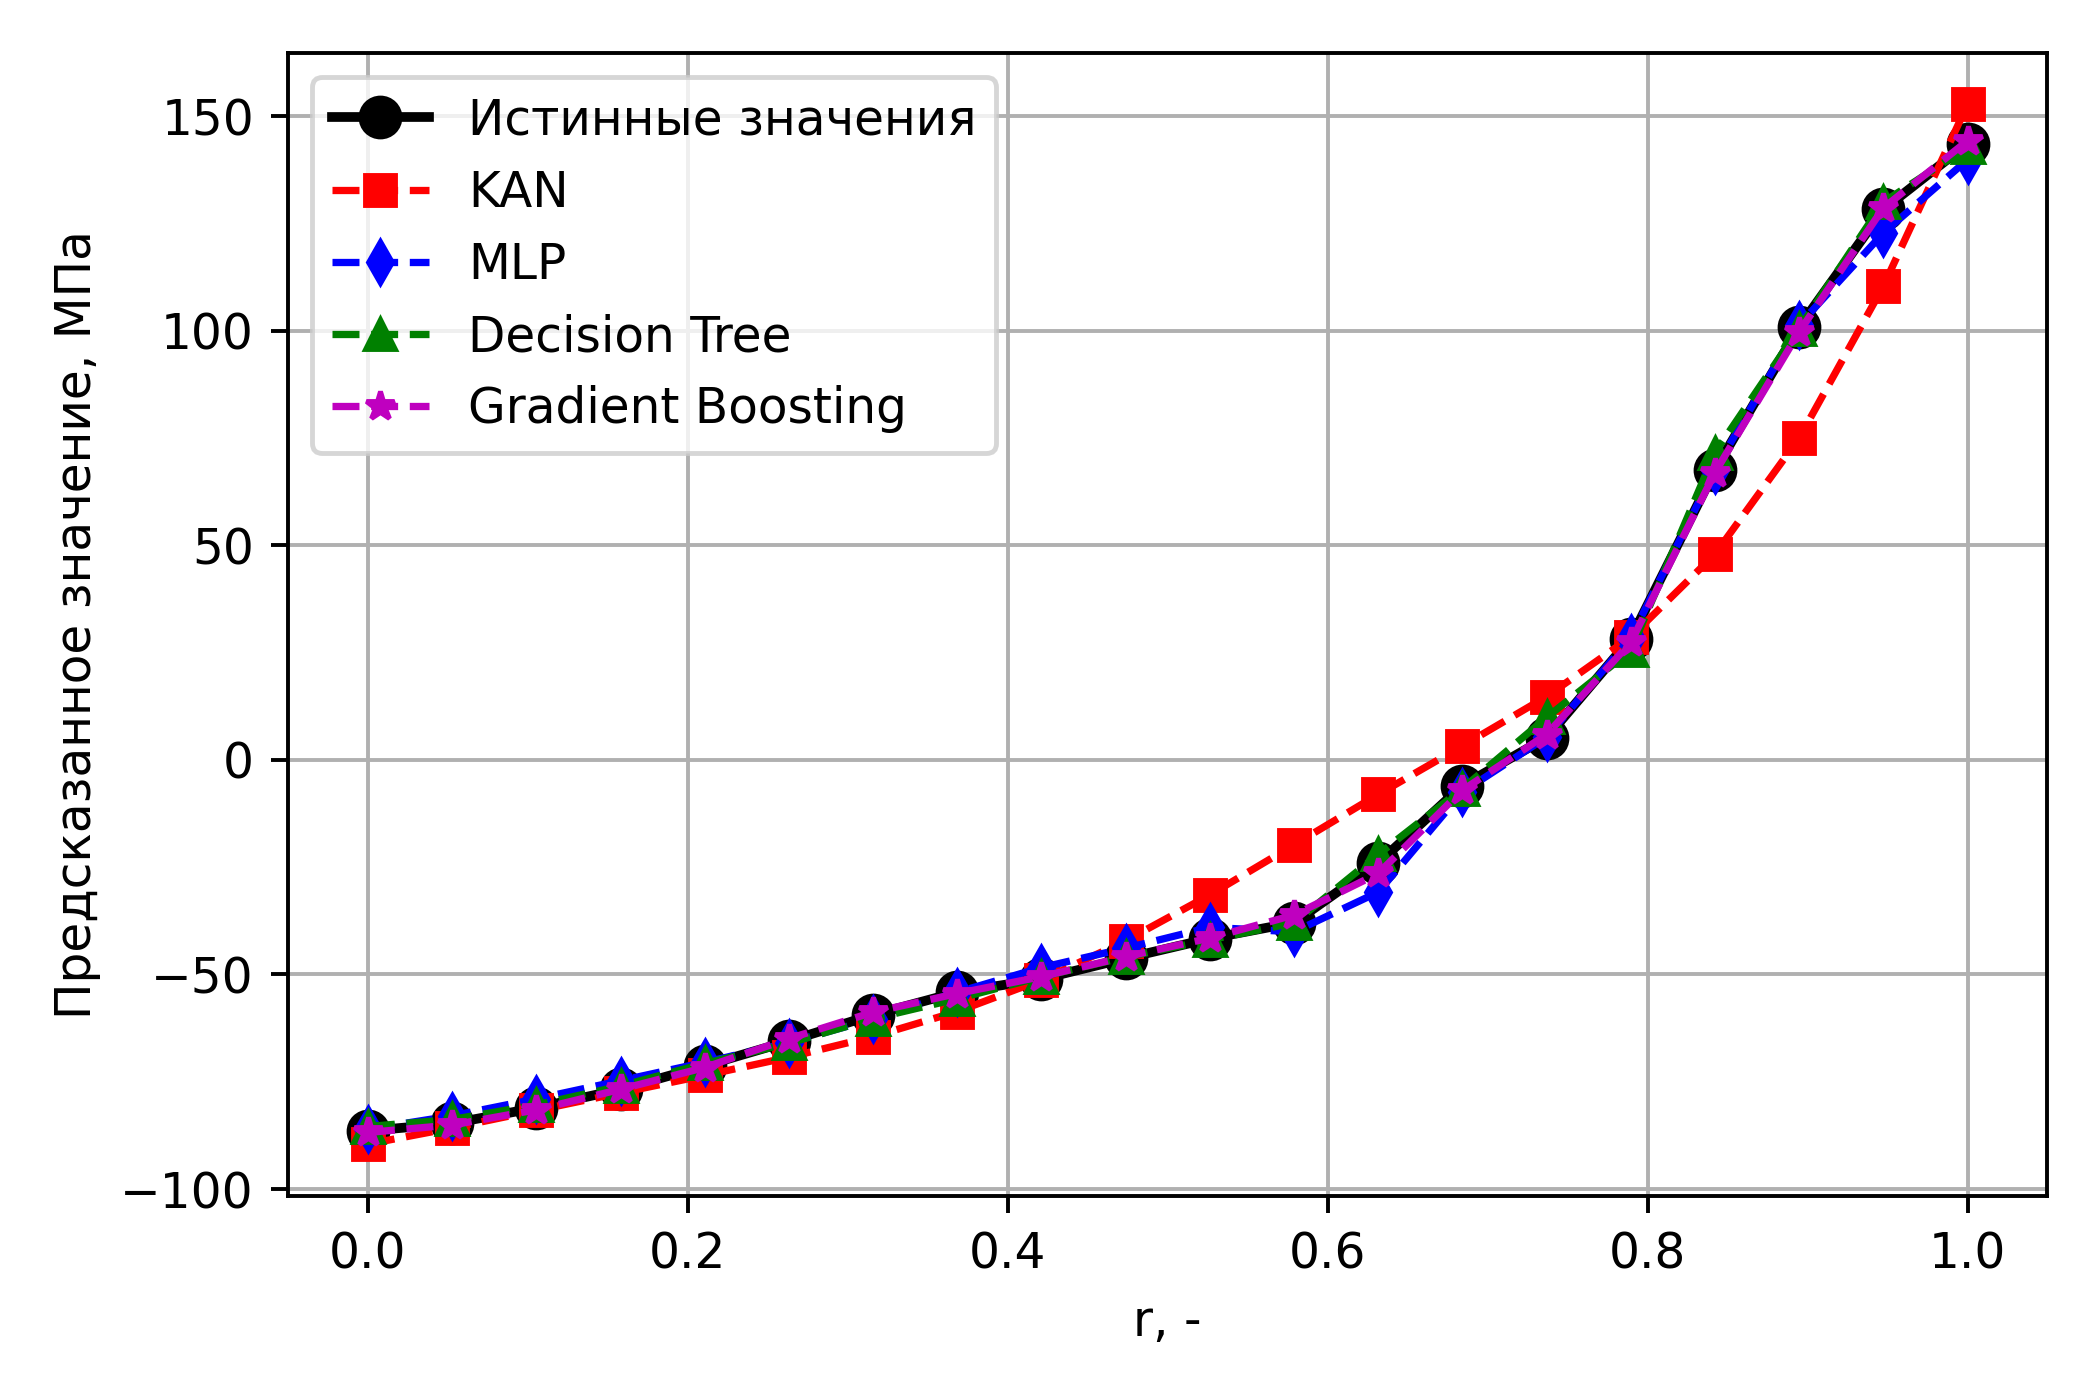 Истинные значения
KAN
MLP
Decision Tree
Gradient Boosting
Предсказанное значение, МПа
150
100
50
0
−50
−100
0.0 0.2 0.4 0.6 0.8 1.0
r, -